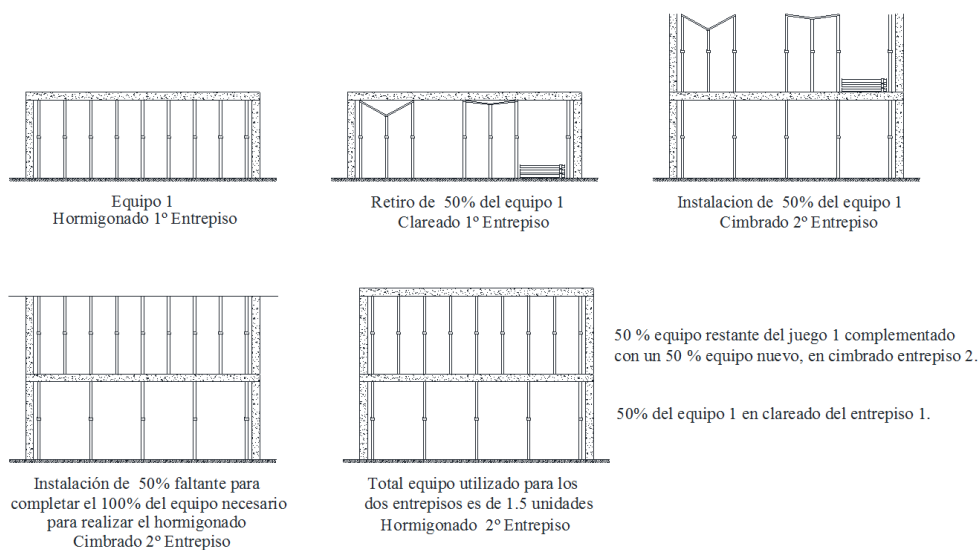 Equipo 1
Hormigonado 1º Entrepiso
Retiro de 50% del equipo 1
Clareado 1º Entrepiso
Instalacion de 50% del equipo 1
Cimbrado 2º Entrepiso
50 % equipo restante del juego 1 complementado
con un 50 % equipo nuevo, en cimbrado entrepiso 2.
50% del equipo 1 en clareado del entrepiso 1.
Instalación de 50% faltante para
completar el 100% del equipo necesario
para realizar el hormigonado
Cimbrado 2º Entrepiso
Total equipo utilizado para los
dos entrepisos es de 1.5 unidades
Hormigonado 2º Entrepiso